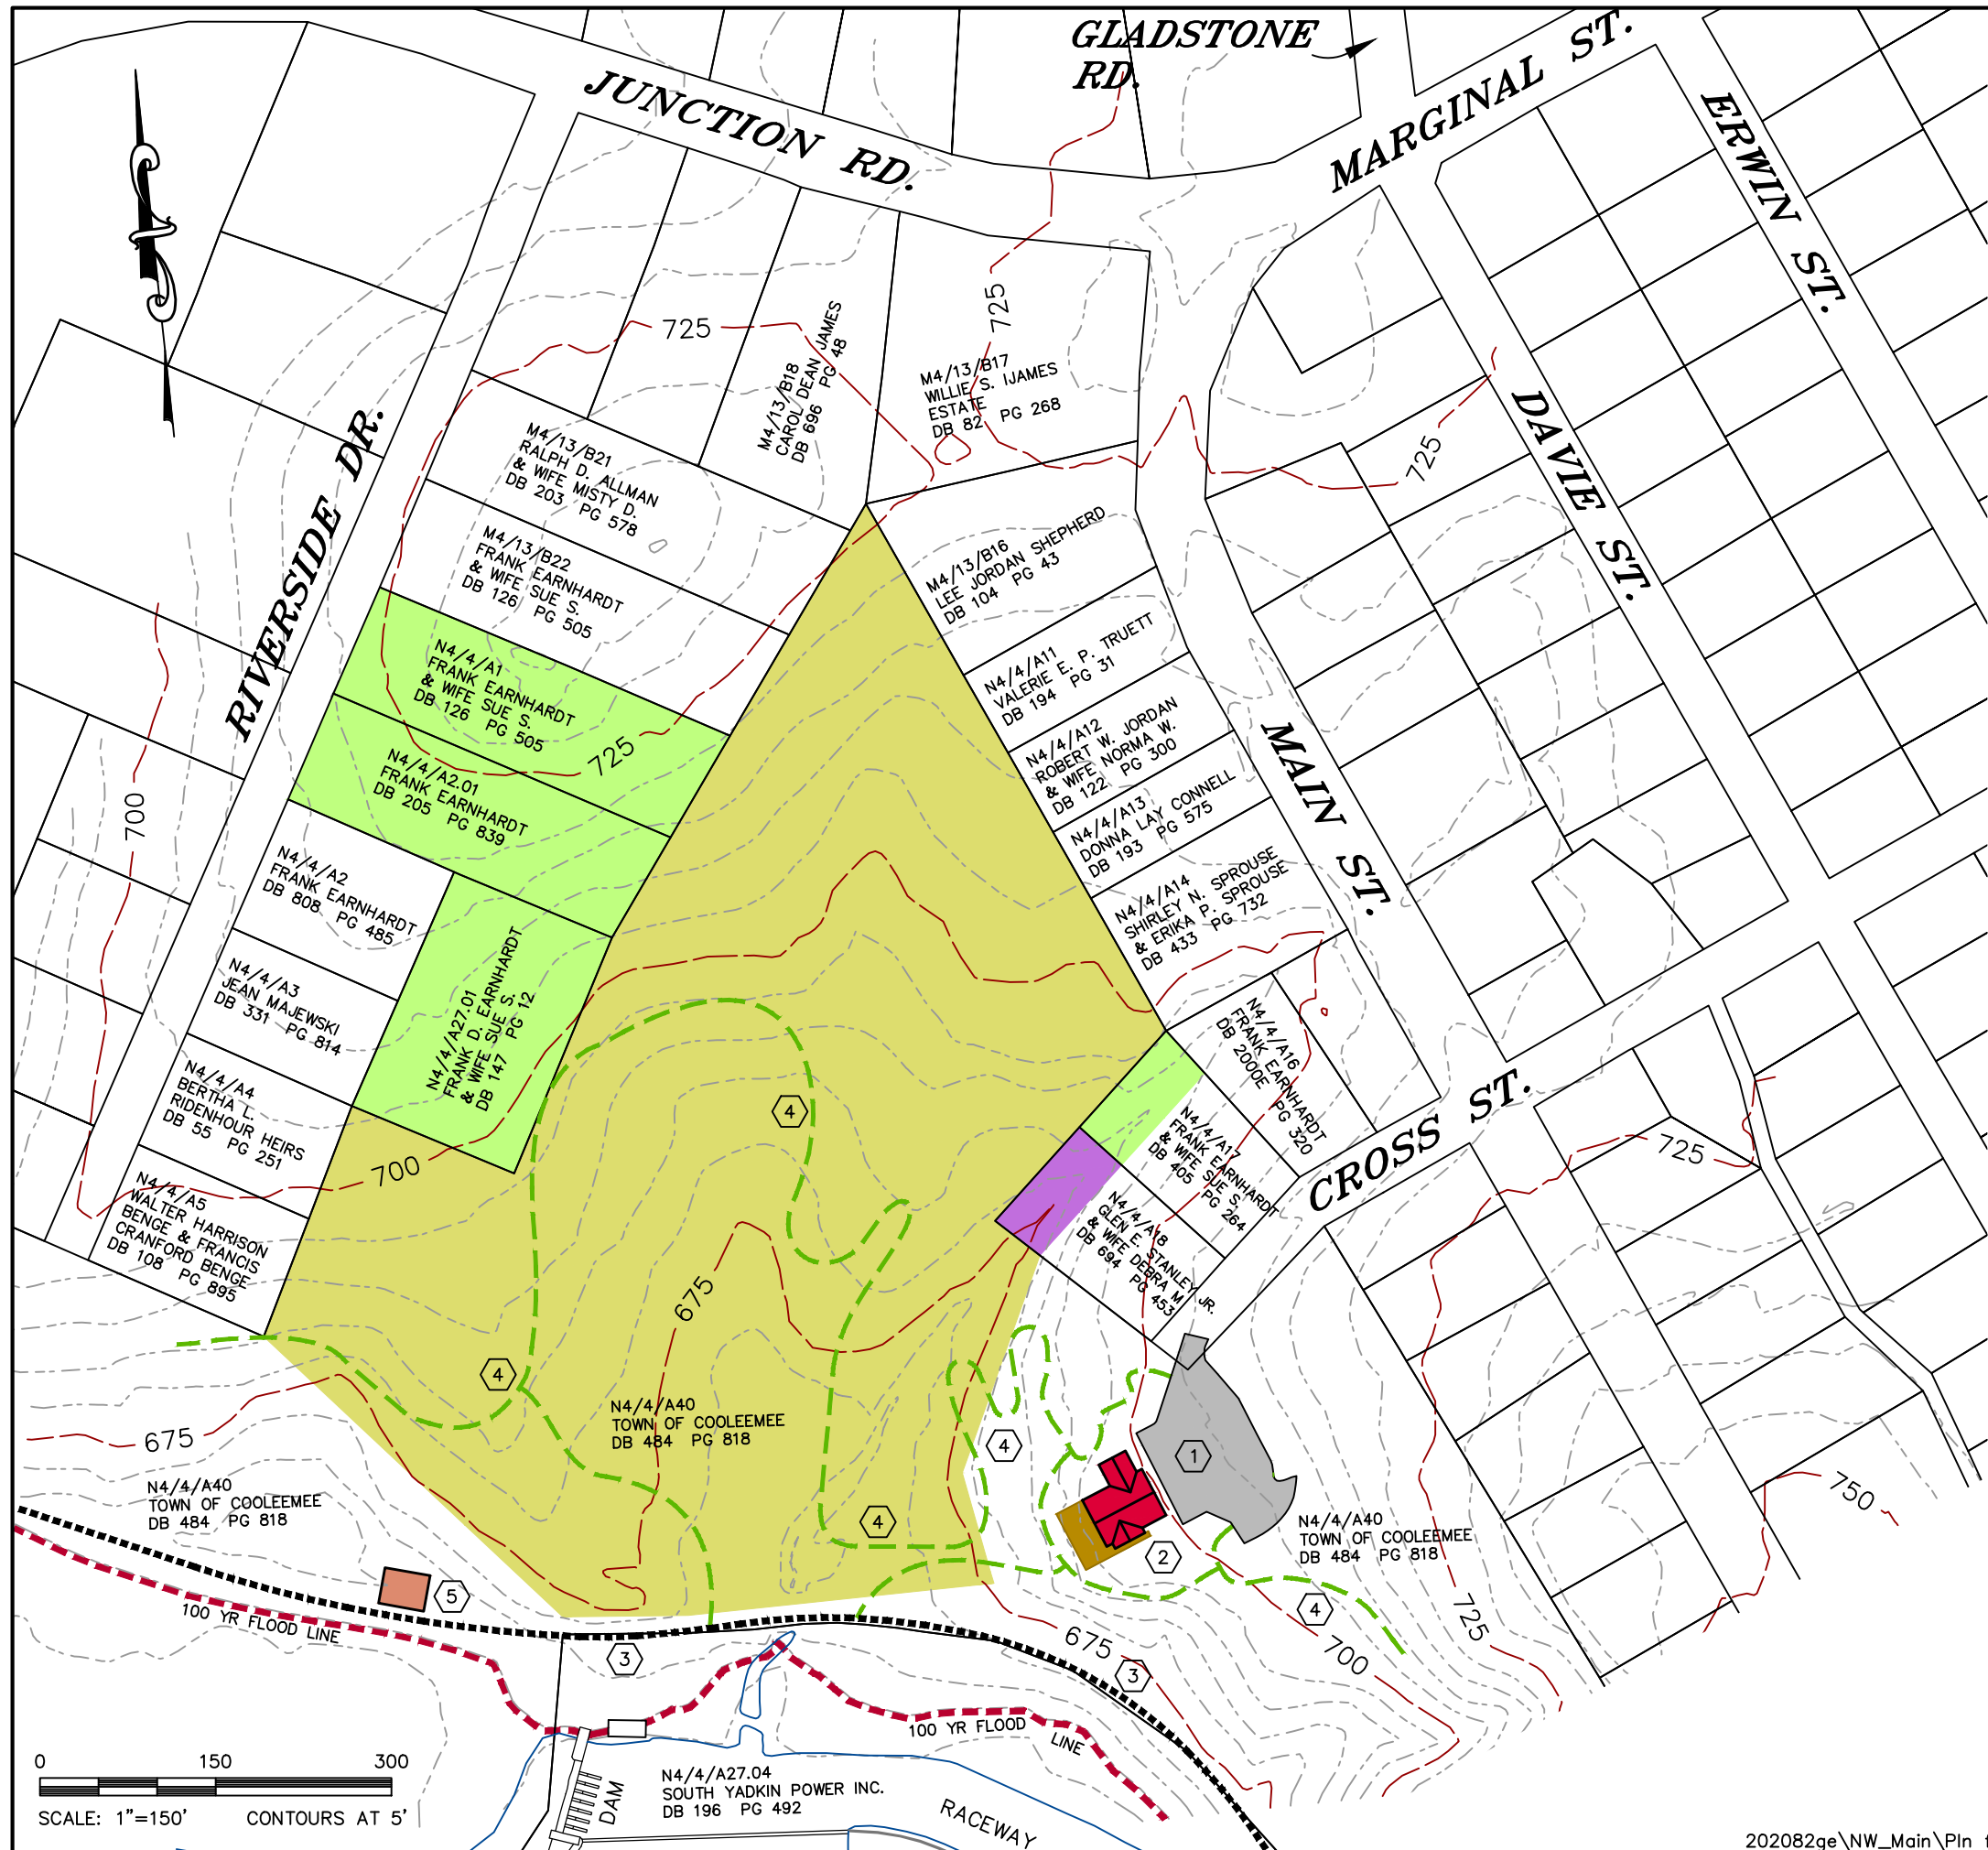 GLADSTONE
RD.
JUNCTION RD.
MARGINAL ST.
ERWIN ST.
DAVIE ST.
MAIN ST.
CROSS ST.
RIVERSIDE DR.
725
725
725
725
700
700
675
675
725
750
725
700
675
M4/13/B18
CAROL DEAN JAMES
DB 696 PG 48
M4/13/B17
WILLIE S. IJAMES
ESTATE
DB 82 PG 268
M4/13/B21
RALPH D. ALLMAN
& WIFE MISTY D.
DB 203 PG 578
M4/13/B22
FRANK EARNHARDT
& WIFE SUE S.
DB 126 PG 505
M4/13/B16
LEE JORDAN SHEPHERD
DB 104 PG 43
N4/4/A1
FRANK EARNHARDT
& WIFE SUE S.
DB 126 PG 505
N4/4/A11
VALERIE E. P. TRUETT
DB 194 PG 31
N4/4/A2.01
FRANK EARNHARDT
DB 205 PG 839
N4/4/A12
ROBERT W. JORDAN
& WIFE NORMA W.
DB 122 PG 300
N4/4/A13
DONNA LAY CONNELL
DB 193 PG 575
N4/4/A2
FRANK EARNHARDT
DB 808 PG 485
N4/4/A14
SHIRLEY N. SPROUSE
& ERIKA P. SPROUSE
DB 433 PG 732
N4/4/A3
JEAN MAJEWSKI
DB 331 PG 814
N4/4/A27.01
FRANK D. EARNHARDT
& WIFE SUE S.
DB 147 PG 12
N4/4/A16
FRANK EARNHARDT
DB 2000E PG 320
N4/4/A4
BERTHA L.
RIDENHOUR HEIRS
DB 55 PG 251
N4/4/A17
FRANK EARNHARDT
& WIFE SUE S.
DB 405 PG 264
N4/4/A5
WALTER HARRISON
BENGE & FRANCIS
CRANFORD BENGE
DB 108 PG 895
N4/4/A18
GLEN E. STANLEY JR.
& WIFE DEBRA M.
DB 694 PG 453
4
4
4
4
4
1
2
3
3
5
N4/4/A40
TOWN OF COOLEEMEE
DB 484 PG 818
N4/4/A40
TOWN OF COOLEEMEE
DB 484 PG 818
N4/4/A40
TOWN OF COOLEEMEE
DB 484 PG 818
100 YR FLOOD LINE
100 YR FLOOD LINE
N4/4/A27.04
SOUTH YADKIN POWER INC.
DB 196 PG 492
DAM
RACEWAY
0 150 300
SCALE: 1"=150' CONTOURS AT 5'
202082ge\NW_Main\Pln